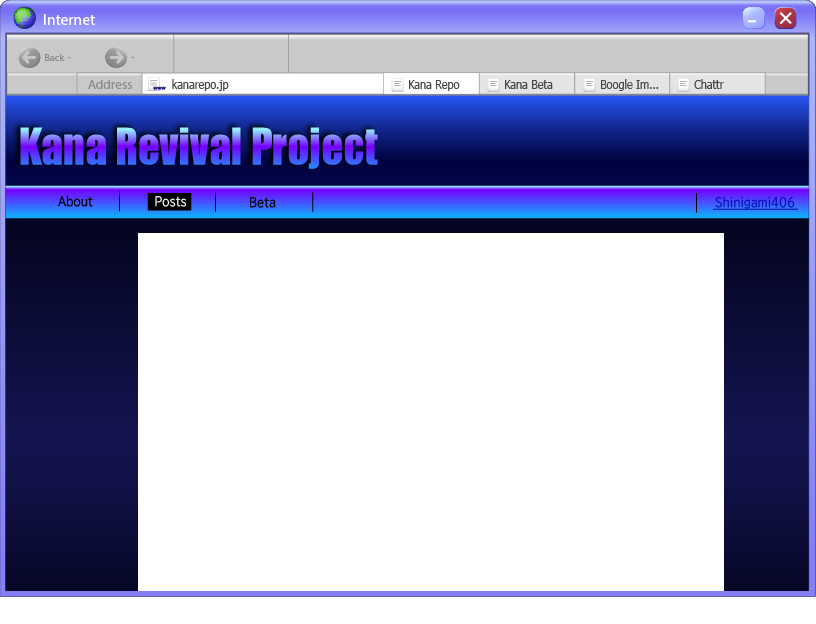 Internet
Back -
-
Address www kanarepo.jp Kana Repo Kana Beta Boogle Im... Chattr
Kana Revival Project
About Posts Beta Shinigami406